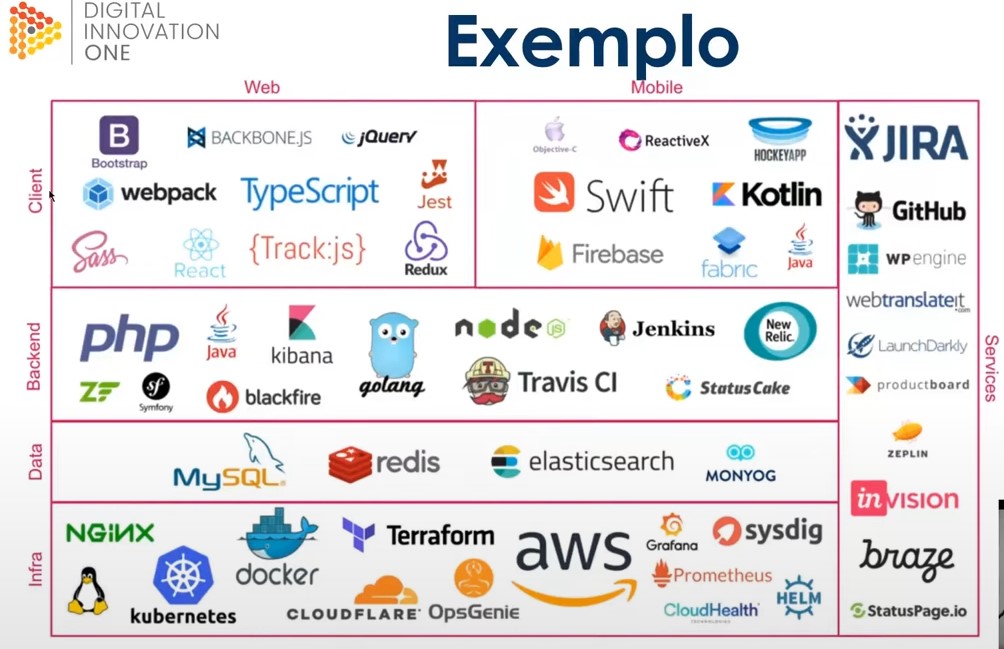 DIGITAL
INNOVATION
ONE
Exemplo
Web
Mobile
Client
B
Bootstrap
BACKBONE.JS
jQuery
webpack
TypeScript
Jest
Sass
React
{Track:js}
Redux
Objective-C
ReactiveX
HOCKEYAPP
Swift
Kotlin
Firebase
fabric
Java
Backend
php
Java
kibana
golang
node
JS
Jenkins
New
Relic.
ZF
sf
Symfony
blackfire
Travis CI
StatusCake
Data
MySQL
redis
elasticsearch
MONYOG
Infra
NGiNX
docker
Terraform
aws
Grafana
sysdig
kubernetes
CLOUDFLARE
OpsGenie
Prometheus
CloudHealth
TECHNOLOGIES
HELM
Services
JIRA
GitHub
WP engine
webtranslateit
.com
LaunchDarkly
productboard
ZEPLIN
inVISION
braze
StatusPage.io